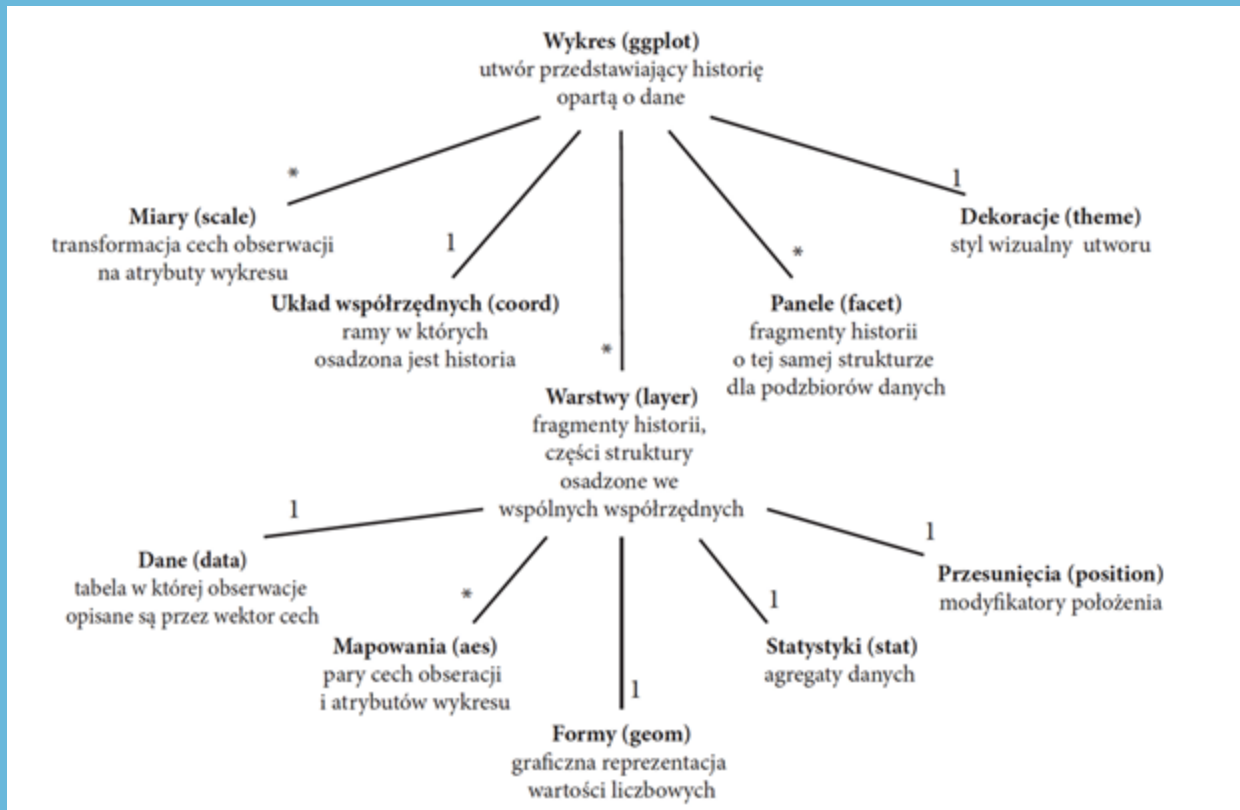 Wykres (ggplot)
utwór przedstawiający historię
opartą o dane
*
1
*
*
1
Miary (scale)
transformacja cech obserwacji
na atrybuty wykresu
Układ współrzędnych (coord)
ramy w których
osadzona jest historia
Warstwy (layer)
fragmenty historii,
części struktury
osadzone we
wspólnych współrzędnych
Panele (facet)
fragmenty historii
o tej samej strukturze
dla podzbiorów danych
Dekoracje (theme)
styl wizualny utworu
1
*
1
1
1
Dane (data)
tabela w której obserwacje
opisane są przez wektor cech
Mapowania (aes)
pary cech obseracji
i atrybutów wykresu
Formy (geom)
graficzna reprezentacja
wartości liczbowych
Statystyki (stat)
agregaty danych
Przesunięcia (position)
modyfikatory położenia